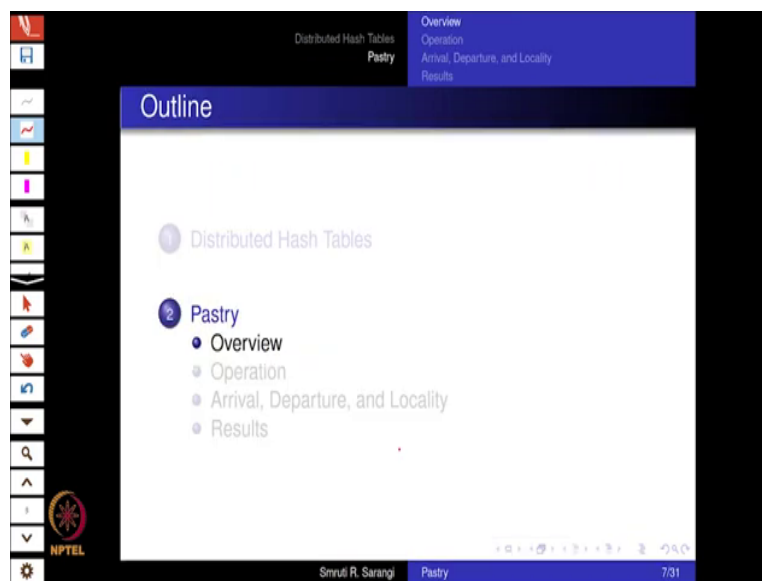 Distributed Hash Tables
Pastry
Overview
Operation
Arrival, Departure, and Locality
Results
Outline
1 Distributed Hash Tables
2 Pastry
Overview
Operation
Arrival, Departure, and Locality
Results
NPTEL
Smruti R. Sarangi
Pastry
7/31